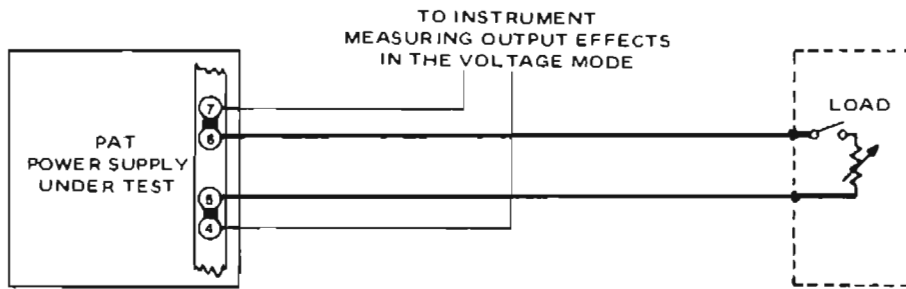 TO INSTRUMENT
MEASURING OUTPUT EFFECTS
IN THE VOLTAGE MODE
PAT
POWER SUPPLY
UNDER TEST
7
6
5
4
LOAD